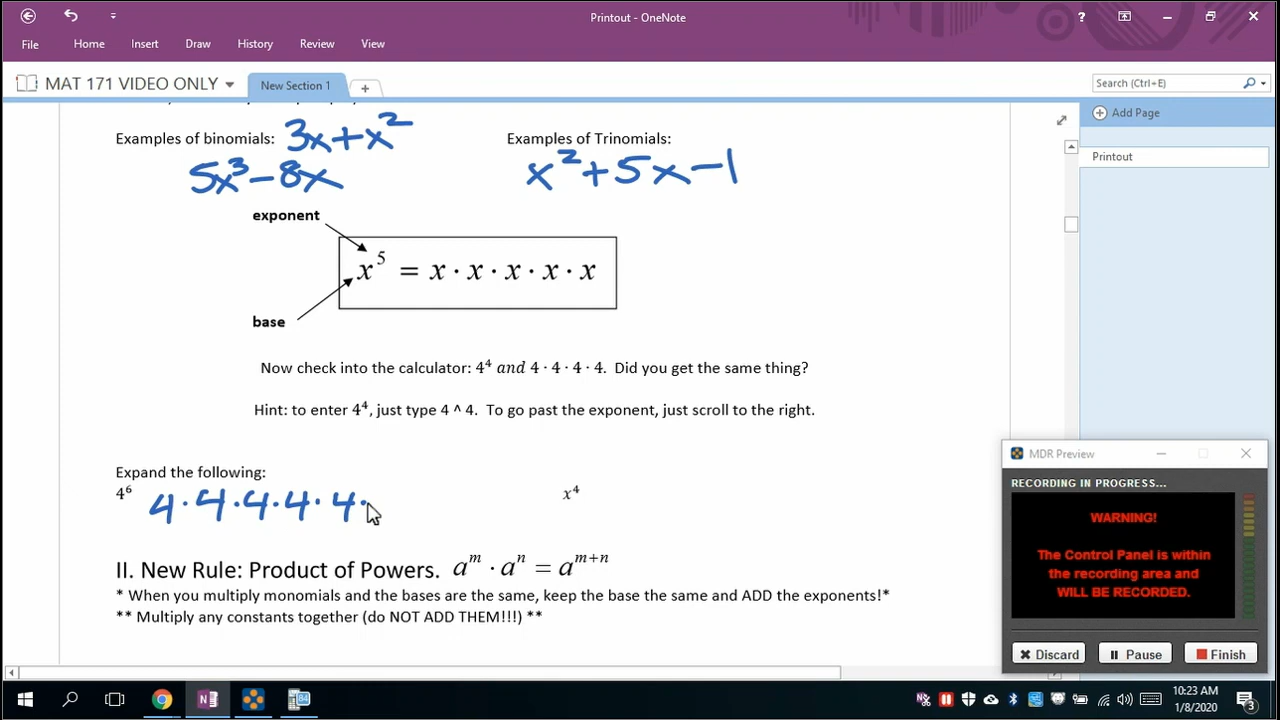 Printout - OneNote
?
File Home Insert Draw History Review View
MAT 171 VIDEO ONLY New Section 1 +
Search (Ctrl+E)
Add Page
Printout
Examples of binomials: 3x+x²
5x³-8x
Examples of Trinomials:
x²+5x-1
exponent
x⁵ = x · x · x · x · x
base
Now check into the calculator: 4⁴ and 4 · 4 · 4 · 4. Did you get the same thing?
Hint: to enter 4⁴, just type 4 ^ 4. To go past the exponent, just scroll to the right.
Expand the following:
4⁶ 4·4·4·4·4·
x⁴
II. New Rule: Product of Powers. aᵐ · aⁿ = aᵐ⁺ⁿ
* When you multiply monomials and the bases are the same, keep the base the same and ADD the exponents!*
** Multiply any constants together (do NOT ADD THEM!!!) **
MDR Preview
RECORDING IN PROGRESS...
WARNING!
The Control Panel is within
the recording area and
WILL BE RECORDED.
Discard Pause Finish
84
10:23 AM
1/8/2020
3